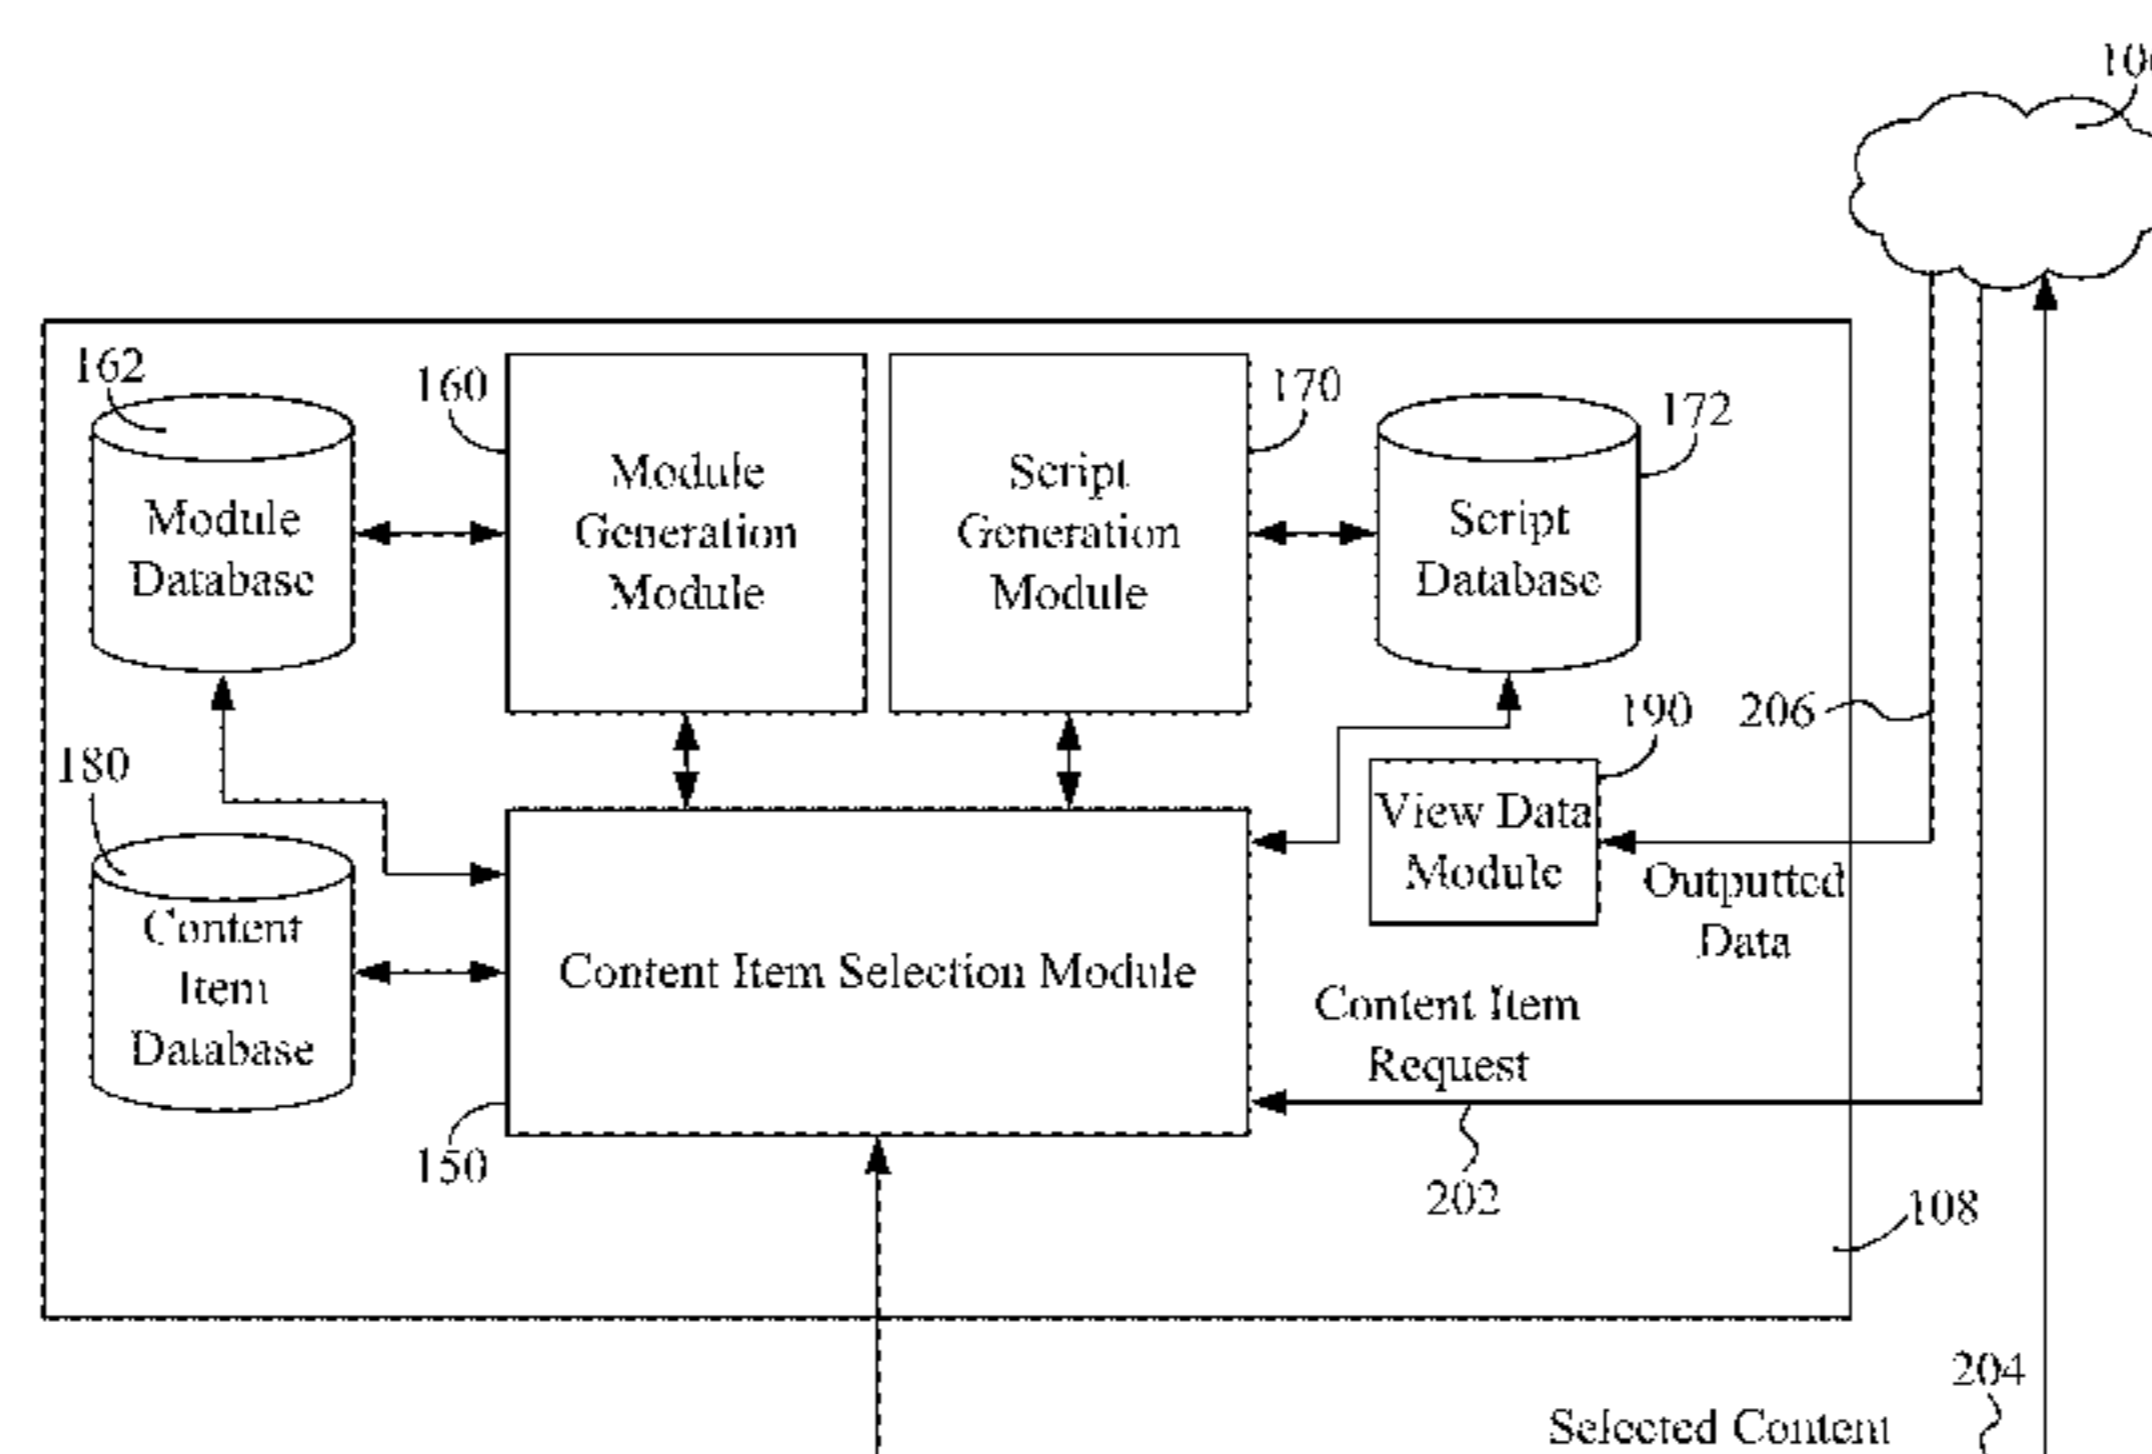 162
160
170
172
Module
Generation
Module
Script
Generation
Module
Module
Database
Script
Database
180
190
206
View Data
Module
Outputted
Data
Content
Item
Database
Content Item Selection Module
Content Item
Request
150
202
108
204
Selected Content